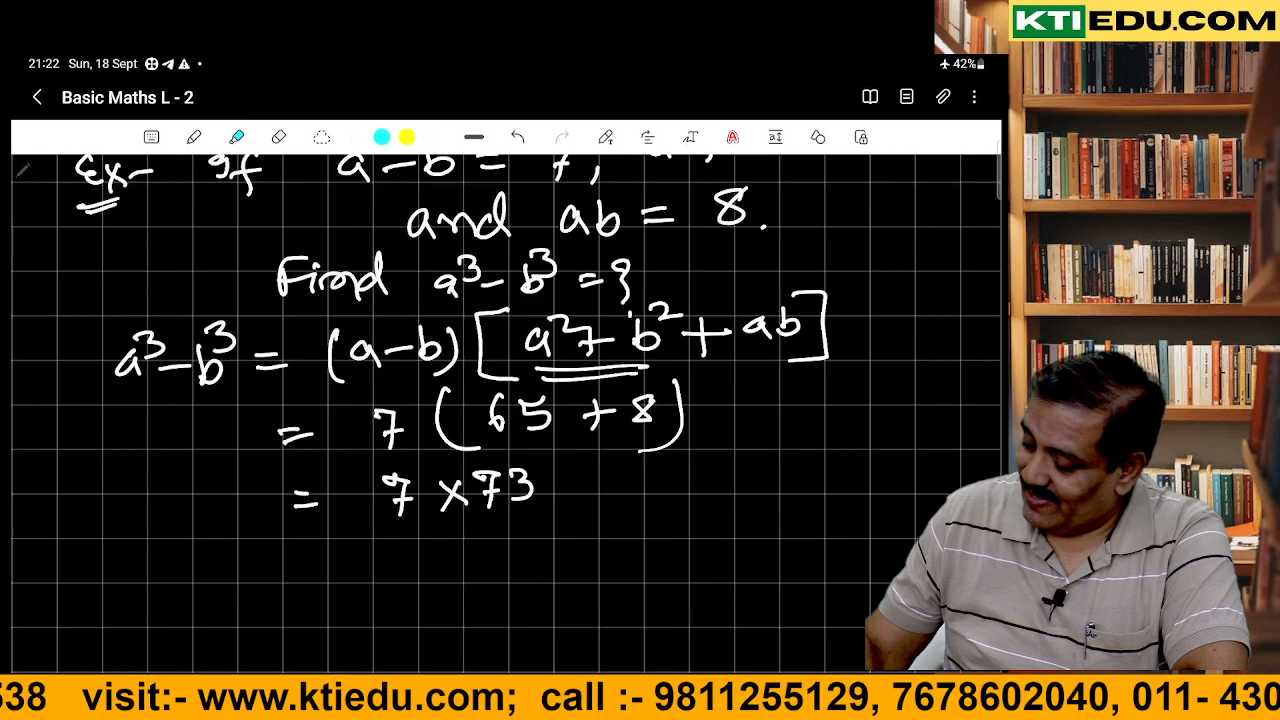 KTIEDU.COM
21:22 Sun, 18 Sept
42%
Basic Maths L - 2
Ex- If a-b = 7,
and ab = 8.
Find a³-b³ = ?
a³-b³ = (a-b) [a²+b²+ab]
= 7 (65 + 8)
= 7 × 73
538 visit:- www.ktiedu.com; call :- 9811255129, 7678602040, 011- 430